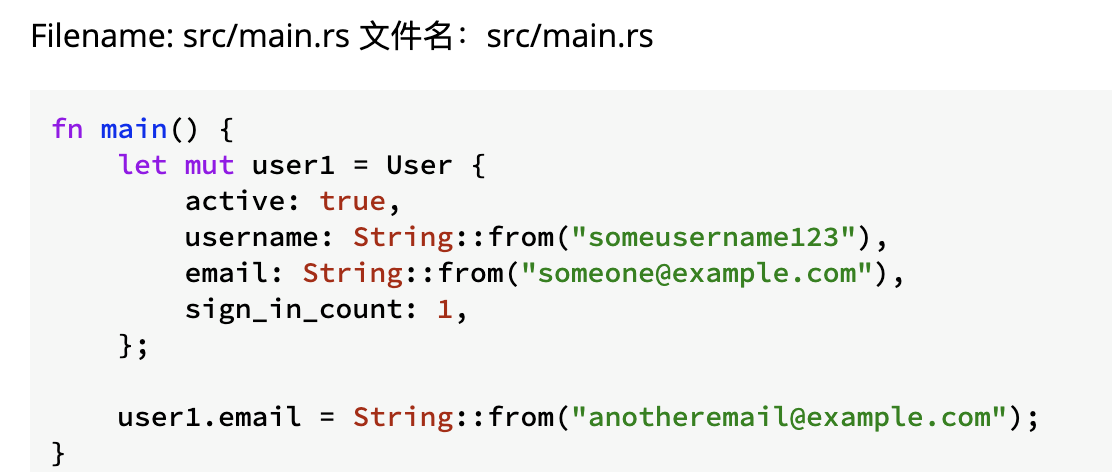 Filename: src/main.rs 文件名：src/main.rs
fn main() {
    let mut user1 = User {
        active: true,
        username: String::from("someusername123"),
        email: String::from("someone@example.com"),
        sign_in_count: 1,
    };

    user1.email = String::from("anotheremail@example.com");
}